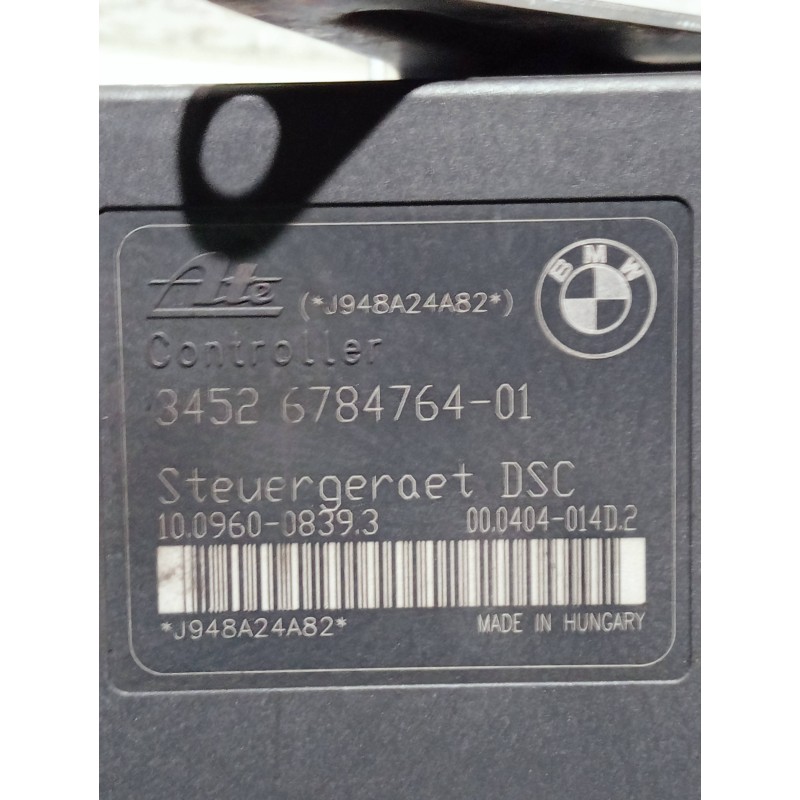 Ate (*J948A24A82*)
BMW
Controller
3452 6784764-01
Steuergeraet DSC
10.0960-0839.3 00.0404-014D.2
*J948A24A82*
MADE IN HUNGARY